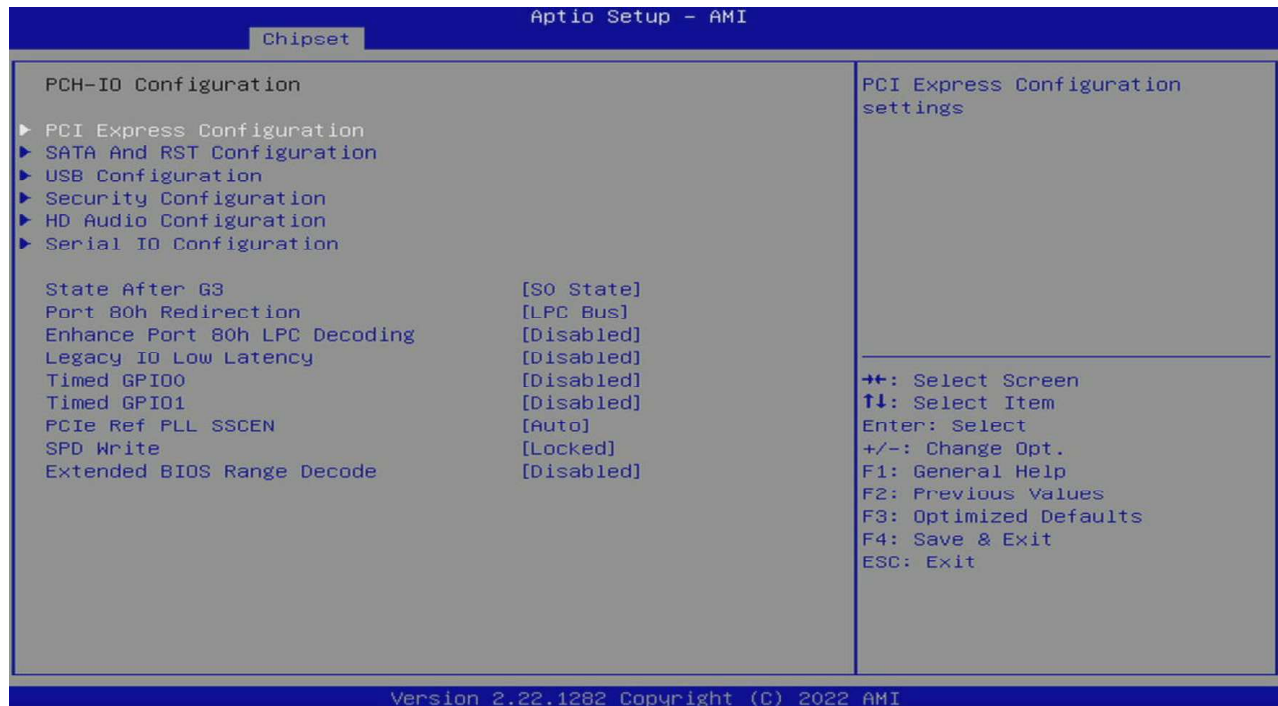 Aptio Setup – AMI
Chipset
PCH-IO Configuration
▶ PCI Express Configuration
▶ SATA And RST Configuration
▶ USB Configuration
▶ Security Configuration
▶ HD Audio Configuration
▶ Serial IO Configuration
State After G3 [S0 State]
Port 80h Redirection [LPC Bus]
Enhance Port 80h LPC Decoding [Disabled]
Legacy IO Low Latency [Disabled]
Timed GPIO0 [Disabled]
Timed GPIO1 [Disabled]
PCIe Ref PLL SSCEN [Auto]
SPD Write [Locked]
Extended BIOS Range Decode [Disabled]
PCI Express Configuration
settings
→←: Select Screen
↑↓: Select Item
Enter: Select
+/-: Change Opt.
F1: General Help
F2: Previous Values
F3: Optimized Defaults
F4: Save & Exit
ESC: Exit
Version 2.22.1282 Copyright (C) 2022 AMI